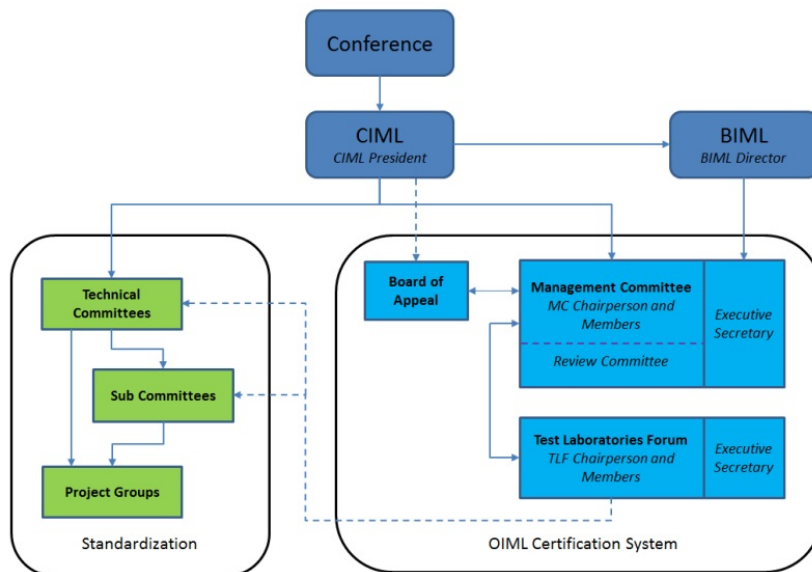 Conference
CIML
CIML President
BIML
BIML Director
Technical
Committees
Sub Committees
Project Groups
Standardization
Board of
Appeal
Management Committee
MC Chairperson and
Members
Review Committee
Executive
Secretary
Test Laboratories Forum
TLF Chairperson and
Members
Executive
Secretary
OIML Certification System